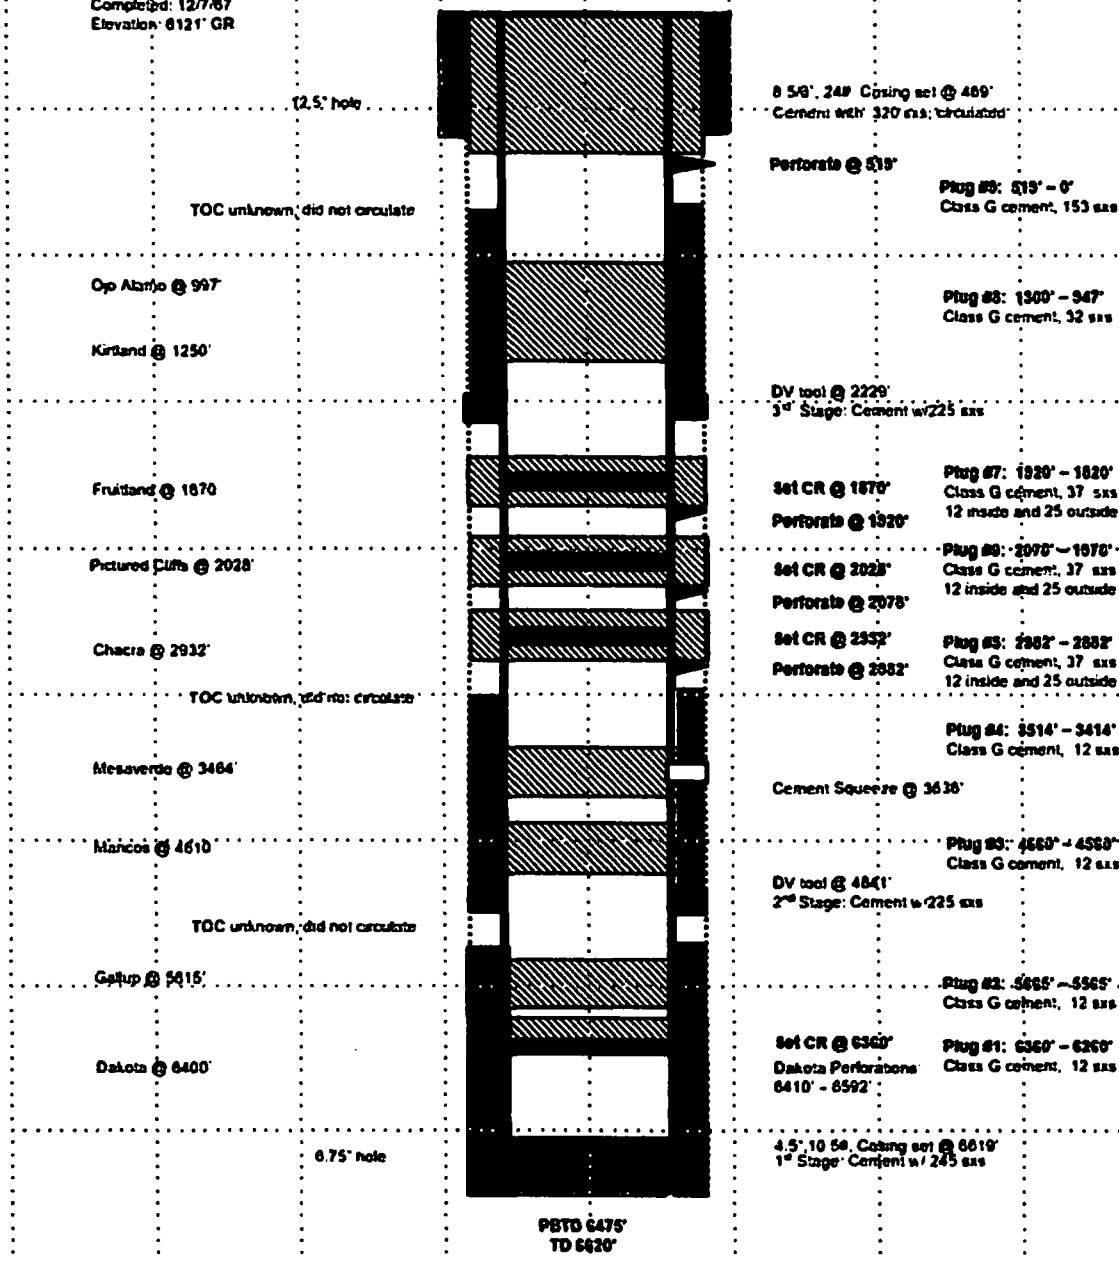 Completed: 12/7/67
Elevation: 6121' GR
12.5" hole
8 5/8", 24# Casing set @ 469'
Cement with 320 sxs; circulated
Perforate @ 519'
Plug #9: 519' – 0'
Class G cement, 153 sxs
TOC unknown, did not circulate
Ojo Alamo @ 997'
Plug #8: 1300' – 947'
Class G cement, 32 sxs
Kirtland @ 1250'
DV tool @ 2229'
3rd Stage: Cement w/225 sxs
Fruitland @ 1870
Set CR @ 1870'
Perforate @ 1920'
Plug #7: 1920' – 1820'
Class G cement, 37 sxs
12 inside and 25 outside
Pictured Cliffs @ 2028'
Set CR @ 2028'
Perforate @ 2078'
Class G cement, 37 sxs
12 inside and 25 outside
Chacra @ 2932'
Set CR @ 2932'
Perforate @ 2982'
Plug #5: 2982' – 2882'
Class G cement, 37 sxs
12 inside and 25 outside
TOC unknown, did not circulate
Plug #4: 3514' – 3414'
Class G cement, 12 sxs
Mesaverde @ 3464'
Cement Squeeze @ 3638'
Mancos @ 4610
Plug #3: 4660' – 4560'
Class G cement, 12 sxs
DV tool @ 4841'
2nd Stage: Cement w/225 sxs
TOC unknown, did not circulate
Gallup @ 5615'
Plug #2: 5665' – 5565'
Class G cement, 12 sxs
Set CR @ 6360'
Plug #1: 6360' – 6260'
Class G cement, 12 sxs
Dakota @ 6400'
Dakota Perforations
6410' – 6592'
6.75" hole
4.5",10.5#, Casing set @ 6619'
1st Stage: Cement w/ 245 sxs
PBTD 6475'
TD 6620'